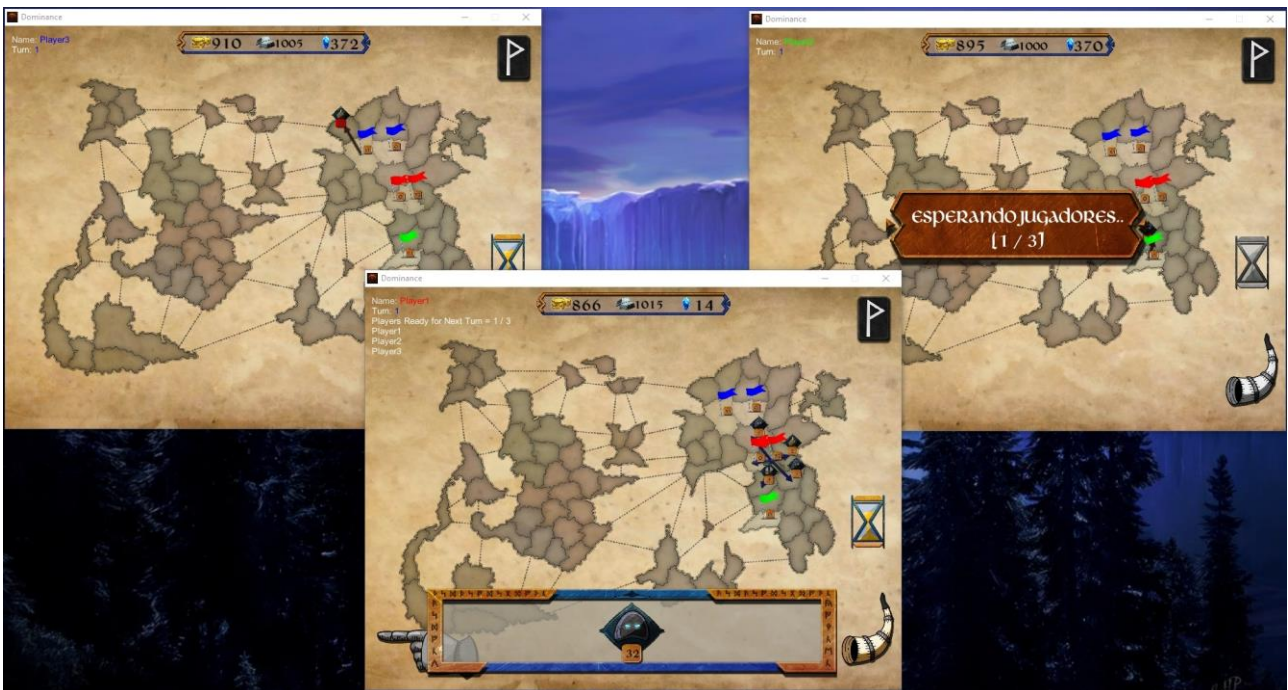 Dominance
Name: Player3
Turn: 1
910 1005 372
Dominance
Turn: 1
Name:
895 1000 370
ESPERANDO JUGADORES..
[1 / 3]
Dominance
Name: Player1
Turn: 1
Players Ready for Next Turn = 1 / 3
Player1
Player2
Player3
866 1015 14
32